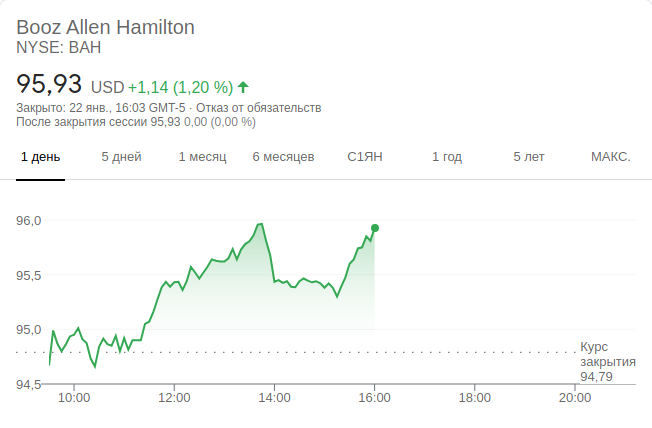 Booz Allen Hamilton
NYSE: BAH
95,93 USD +1,14 (1,20 %)
Закрыто: 22 янв., 16:03 GMT-5 · Отказ от обязательств
После закрытия сессии 95,93 0,00 (0,00 %)
1 день 5 дней 1 месяц 6 месяцев С1ЯН 1 год 5 лет МАКС.
96,0
95,5
95,0
Курс
закрытия
94,79
94,5
10:00 12:00 14:00 16:00 18:00 20:00